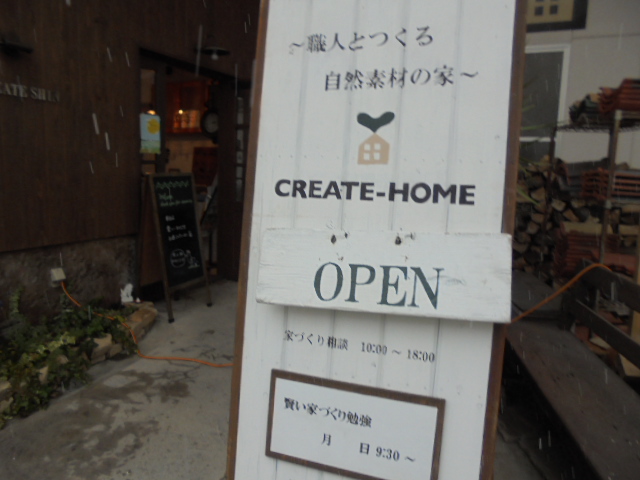 ～職人とつくる
自然素材の家～
CREATE-HOME
OPEN
家づくり相談 10:00～18:00
賢い家づくり勉強
月 日 9:30～